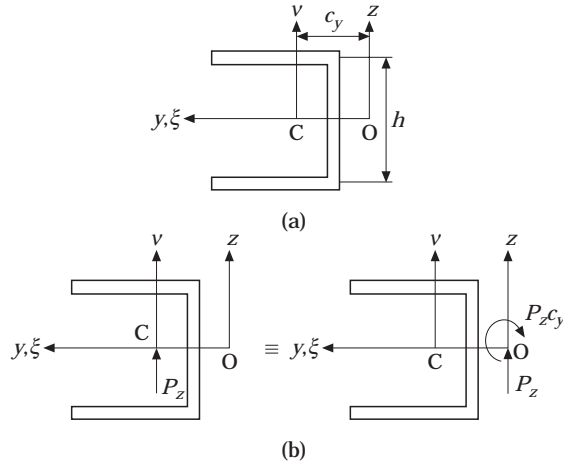 ν z
c_y
y,ξ C O h
(a)
ν z ν z
C P_z c_y
y,ξ O ≡ y,ξ C O
P_z P_z
(b)